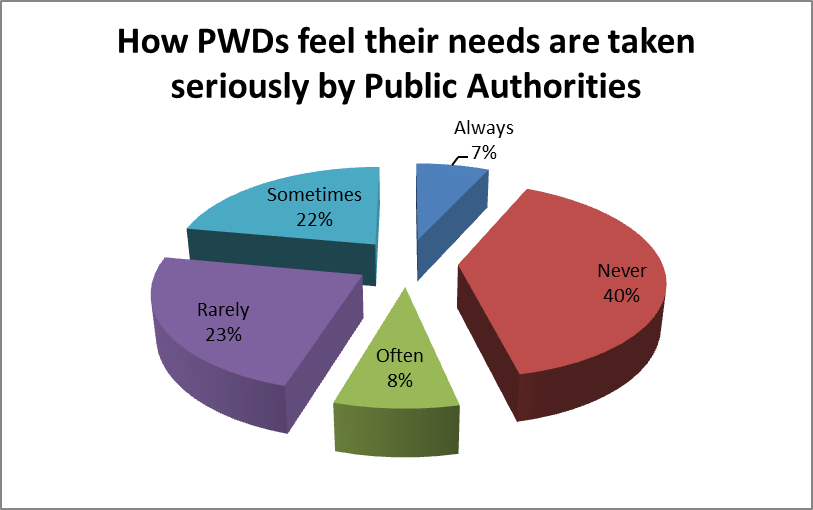 How PWDs feel their needs are taken
seriously by Public Authorities
Always
7%
Never
40%
Often
8%
Rarely
23%
Sometimes
22%